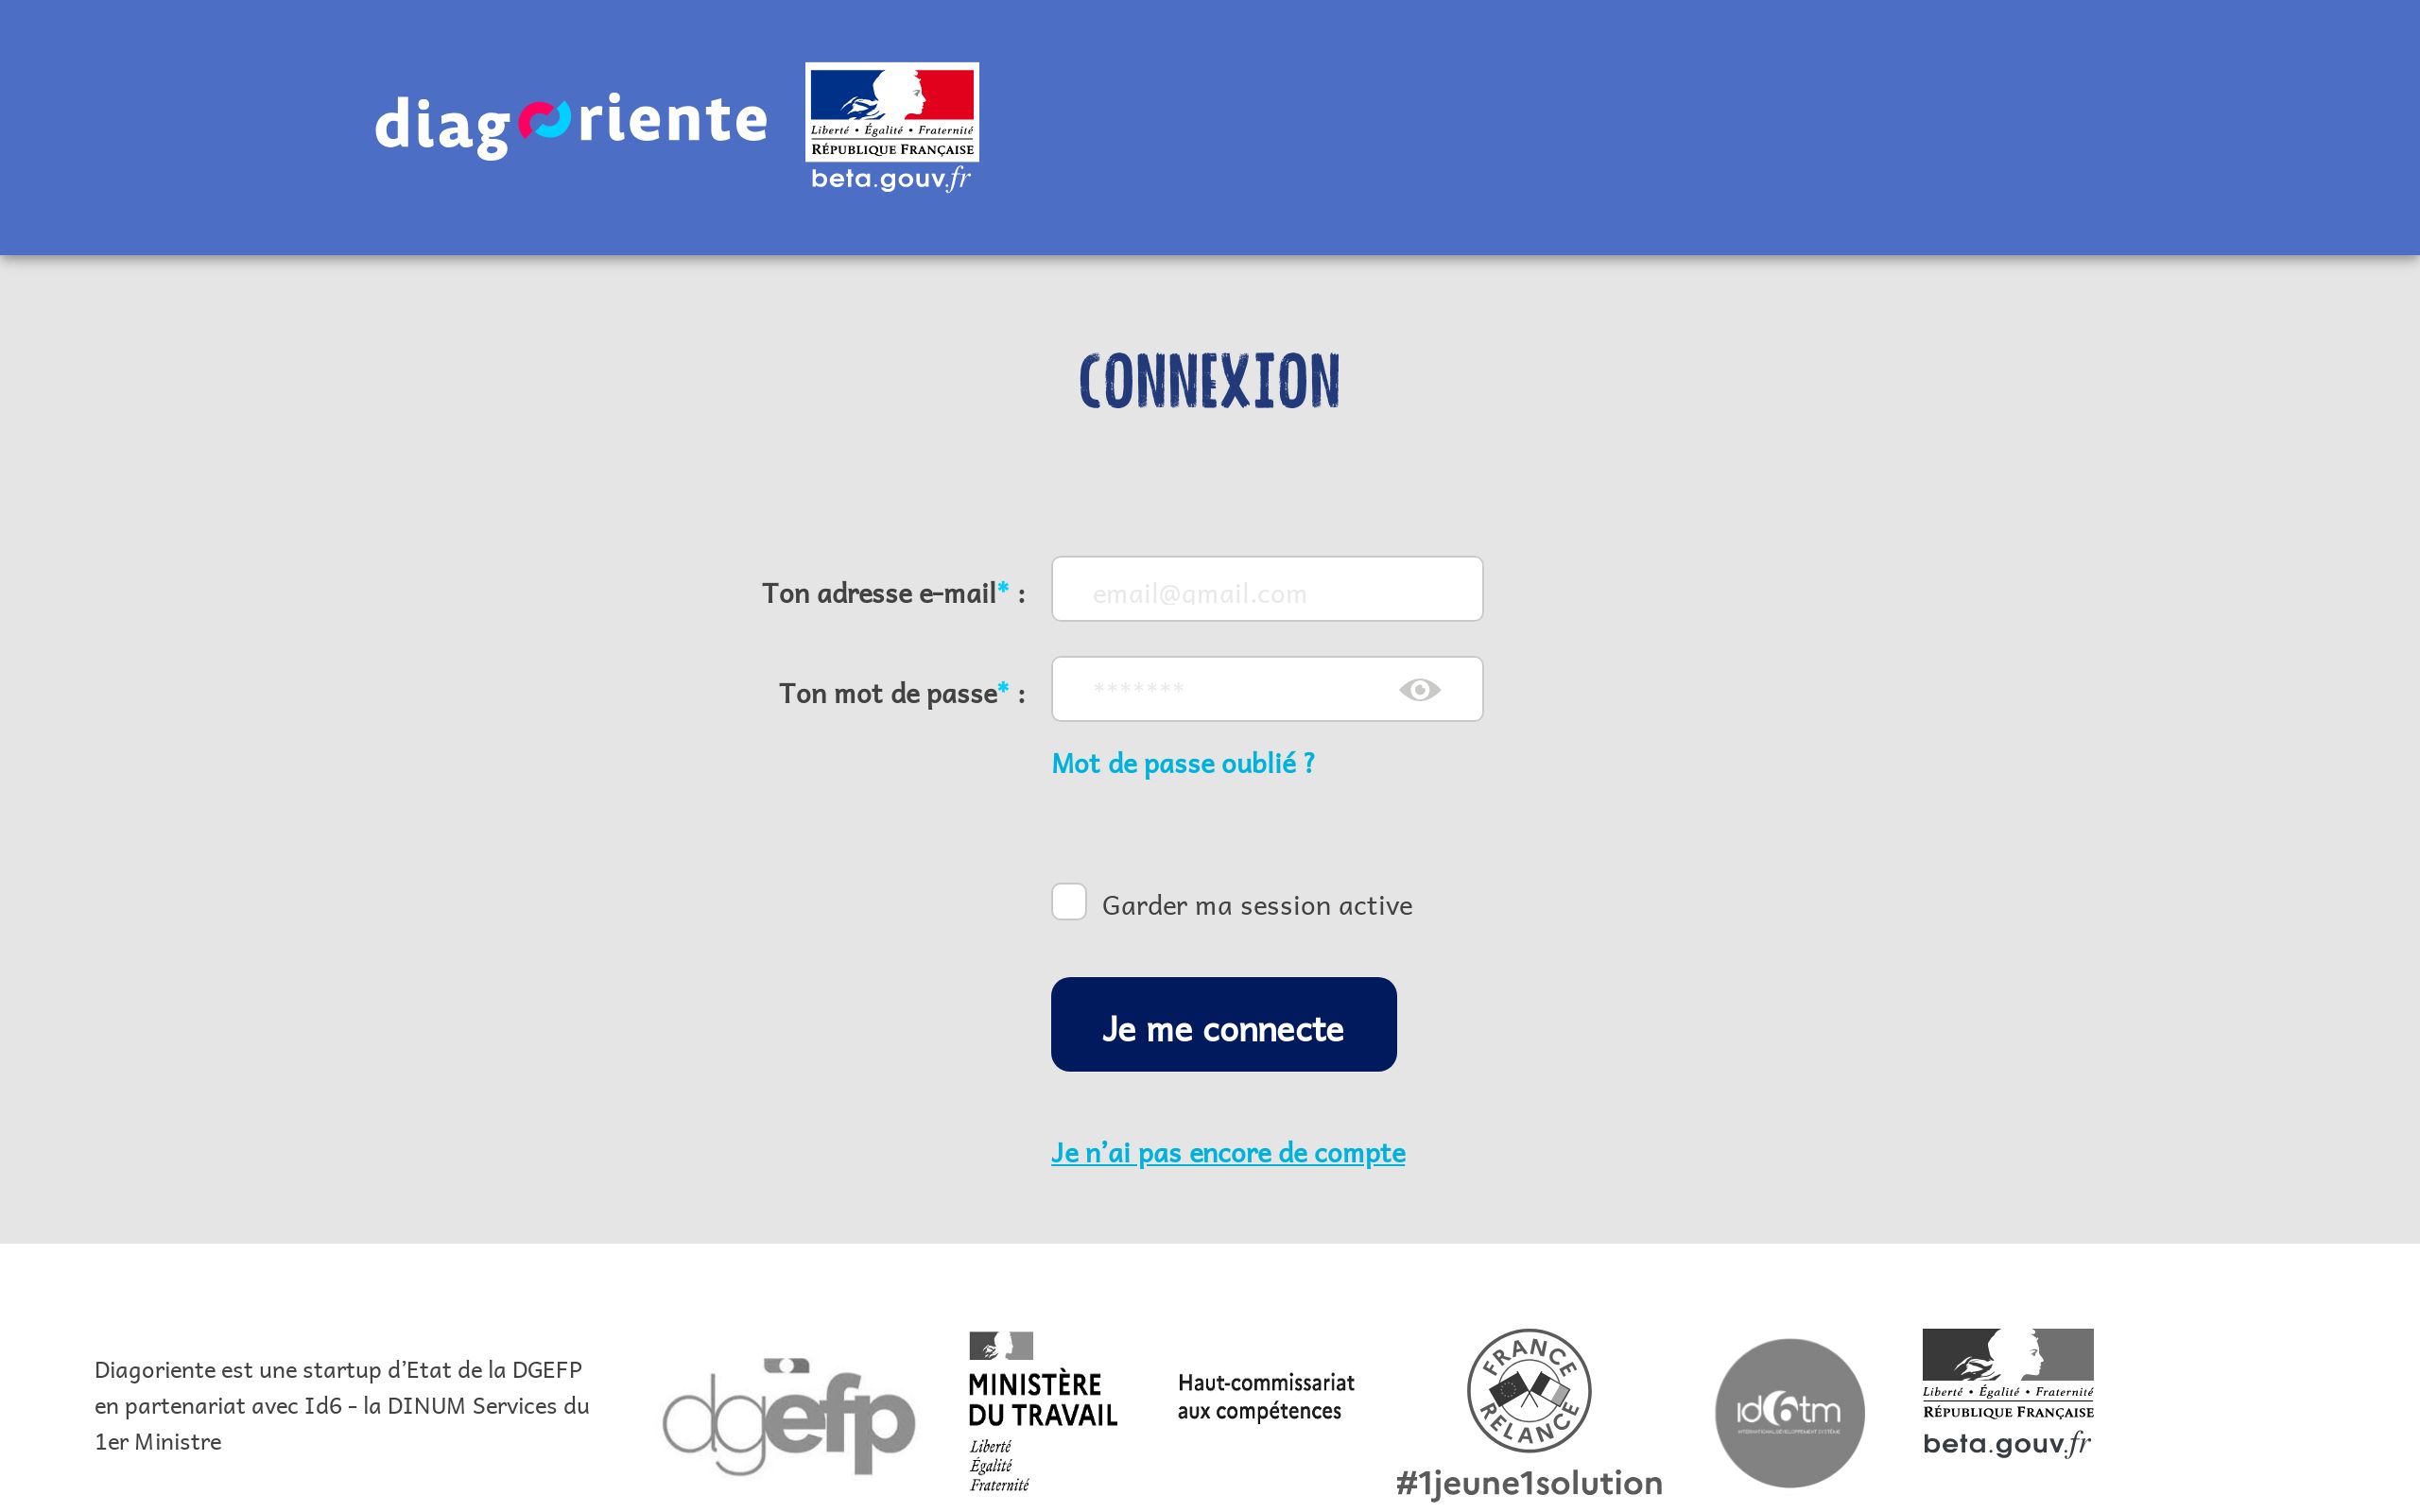 diagoriente
Liberté • Égalité • Fraternité
RÉPUBLIQUE FRANÇAISE
beta.gouv.fr
CONNEXION
Ton adresse e-mail* :
email@gmail.com
Ton mot de passe* :
*******
Mot de passe oublié ?
Garder ma session active
Je me connecte
Je n’ai pas encore de compte
Diagoriente est une startup d’Etat de la DGEFP
en partenariat avec Id6 - la DINUM Services du
1er Ministre
dgefp
MINISTÈRE
DU TRAVAIL
Liberté
Égalité
Fraternité
Haut-commissariat
aux compétences
FRANCE
RELANCE
#1jeune1solution
id6tm
INTERNATIONAL DÉVELOPPEMENT SYSTÈME
Liberté • Égalité • Fraternité
RÉPUBLIQUE FRANÇAISE
beta.gouv.fr